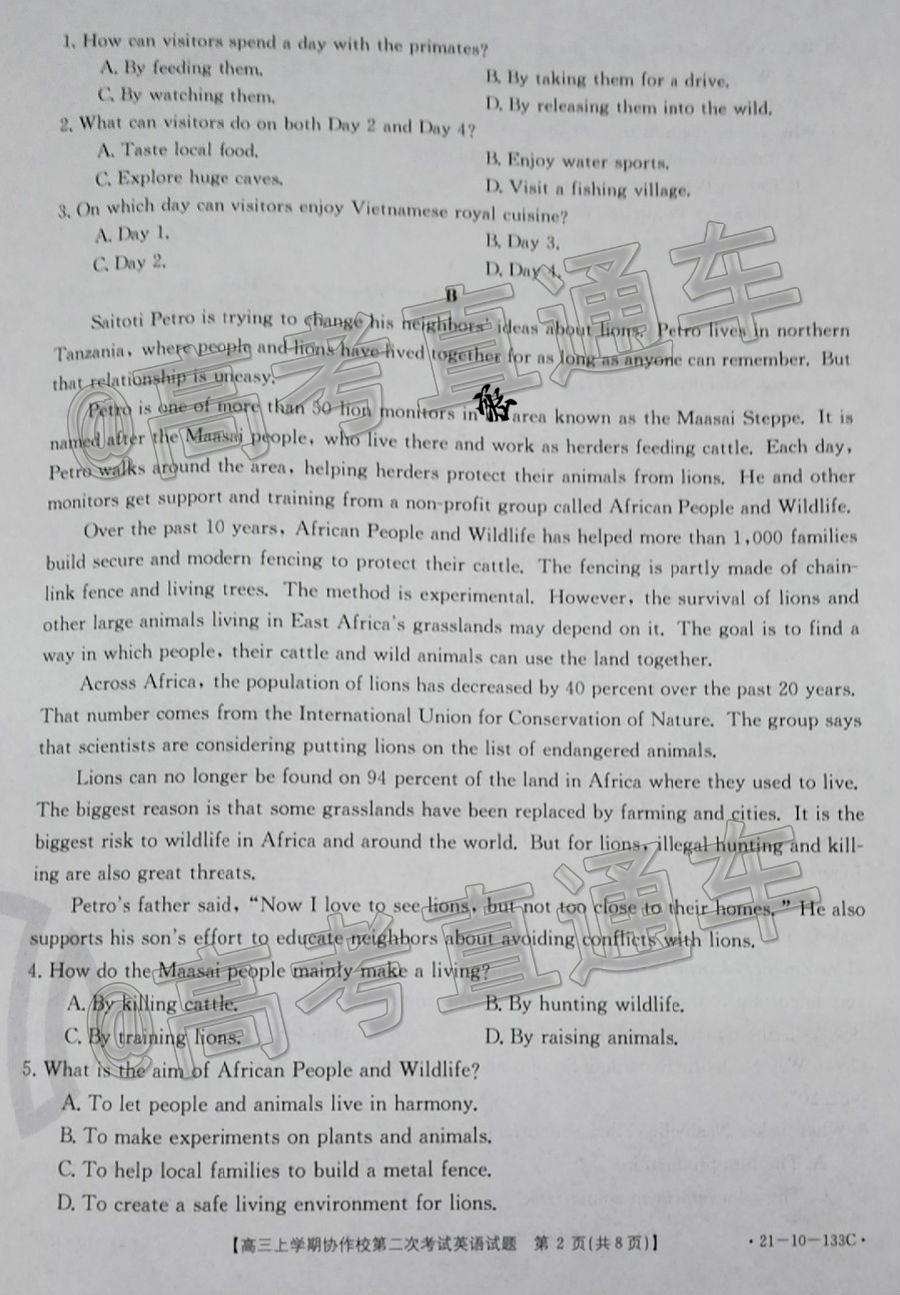 1. How can visitors spend a day with the primates?
A. By feeding them.
B. By taking them for a drive.
C. By watching them.
D. By releasing them into the wild.
2. What can visitors do on both Day 2 and Day 4?
A. Taste local food.
B. Enjoy water sports.
C. Explore huge caves.
D. Visit a fishing village.
3. On which day can visitors enjoy Vietnamese royal cuisine?
A. Day 1.
B. Day 3.
C. Day 2.
D. Day 4.
B
Saitoti Petro is trying to change his neighbors' ideas about lions. Petro lives in northern
Tanzania, where people and lions have lived together for as long as anyone can remember. But
that relationship is uneasy.
Petro is one of more than 50 lion monitors in area known as the Maasai Steppe. It is
named after the Maasai people, who live there and work as herders feeding cattle. Each day,
Petro walks around the area, helping herders protect their animals from lions. He and other
monitors get support and training from a non-profit group called African People and Wildlife.
Over the past 10 years, African People and Wildlife has helped more than 1,000 families
build secure and modern fencing to protect their cattle. The fencing is partly made of chain-
link fence and living trees. The method is experimental. However, the survival of lions and
other large animals living in East Africa's grasslands may depend on it. The goal is to find a
way in which people, their cattle and wild animals can use the land together.
Across Africa, the population of lions has decreased by 40 percent over the past 20 years.
That number comes from the International Union for Conservation of Nature. The group says
that scientists are considering putting lions on the list of endangered animals.
Lions can no longer be found on 94 percent of the land in Africa where they used to live.
The biggest reason is that some grasslands have been replaced by farming and cities. It is the
biggest risk to wildlife in Africa and around the world. But for lions, illegal hunting and kill-
ing are also great threats.
Petro's father said, "Now I love to see lions, but not too close to their homes." He also
supports his son's effort to educate neighbors about avoiding conflicts with lions.
4. How do the Maasai people mainly make a living?
A. By killing cattle.
B. By hunting wildlife.
C. By training lions.
D. By raising animals.
5. What is the aim of African People and Wildlife?
A. To let people and animals live in harmony.
B. To make experiments on plants and animals.
C. To help local families to build a metal fence.
D. To create a safe living environment for lions.
【高三上学期协作校第二次考试英语试题 第 2 页(共 8 页)】
·21-10-133C·
@高考直通车
@高考直通车